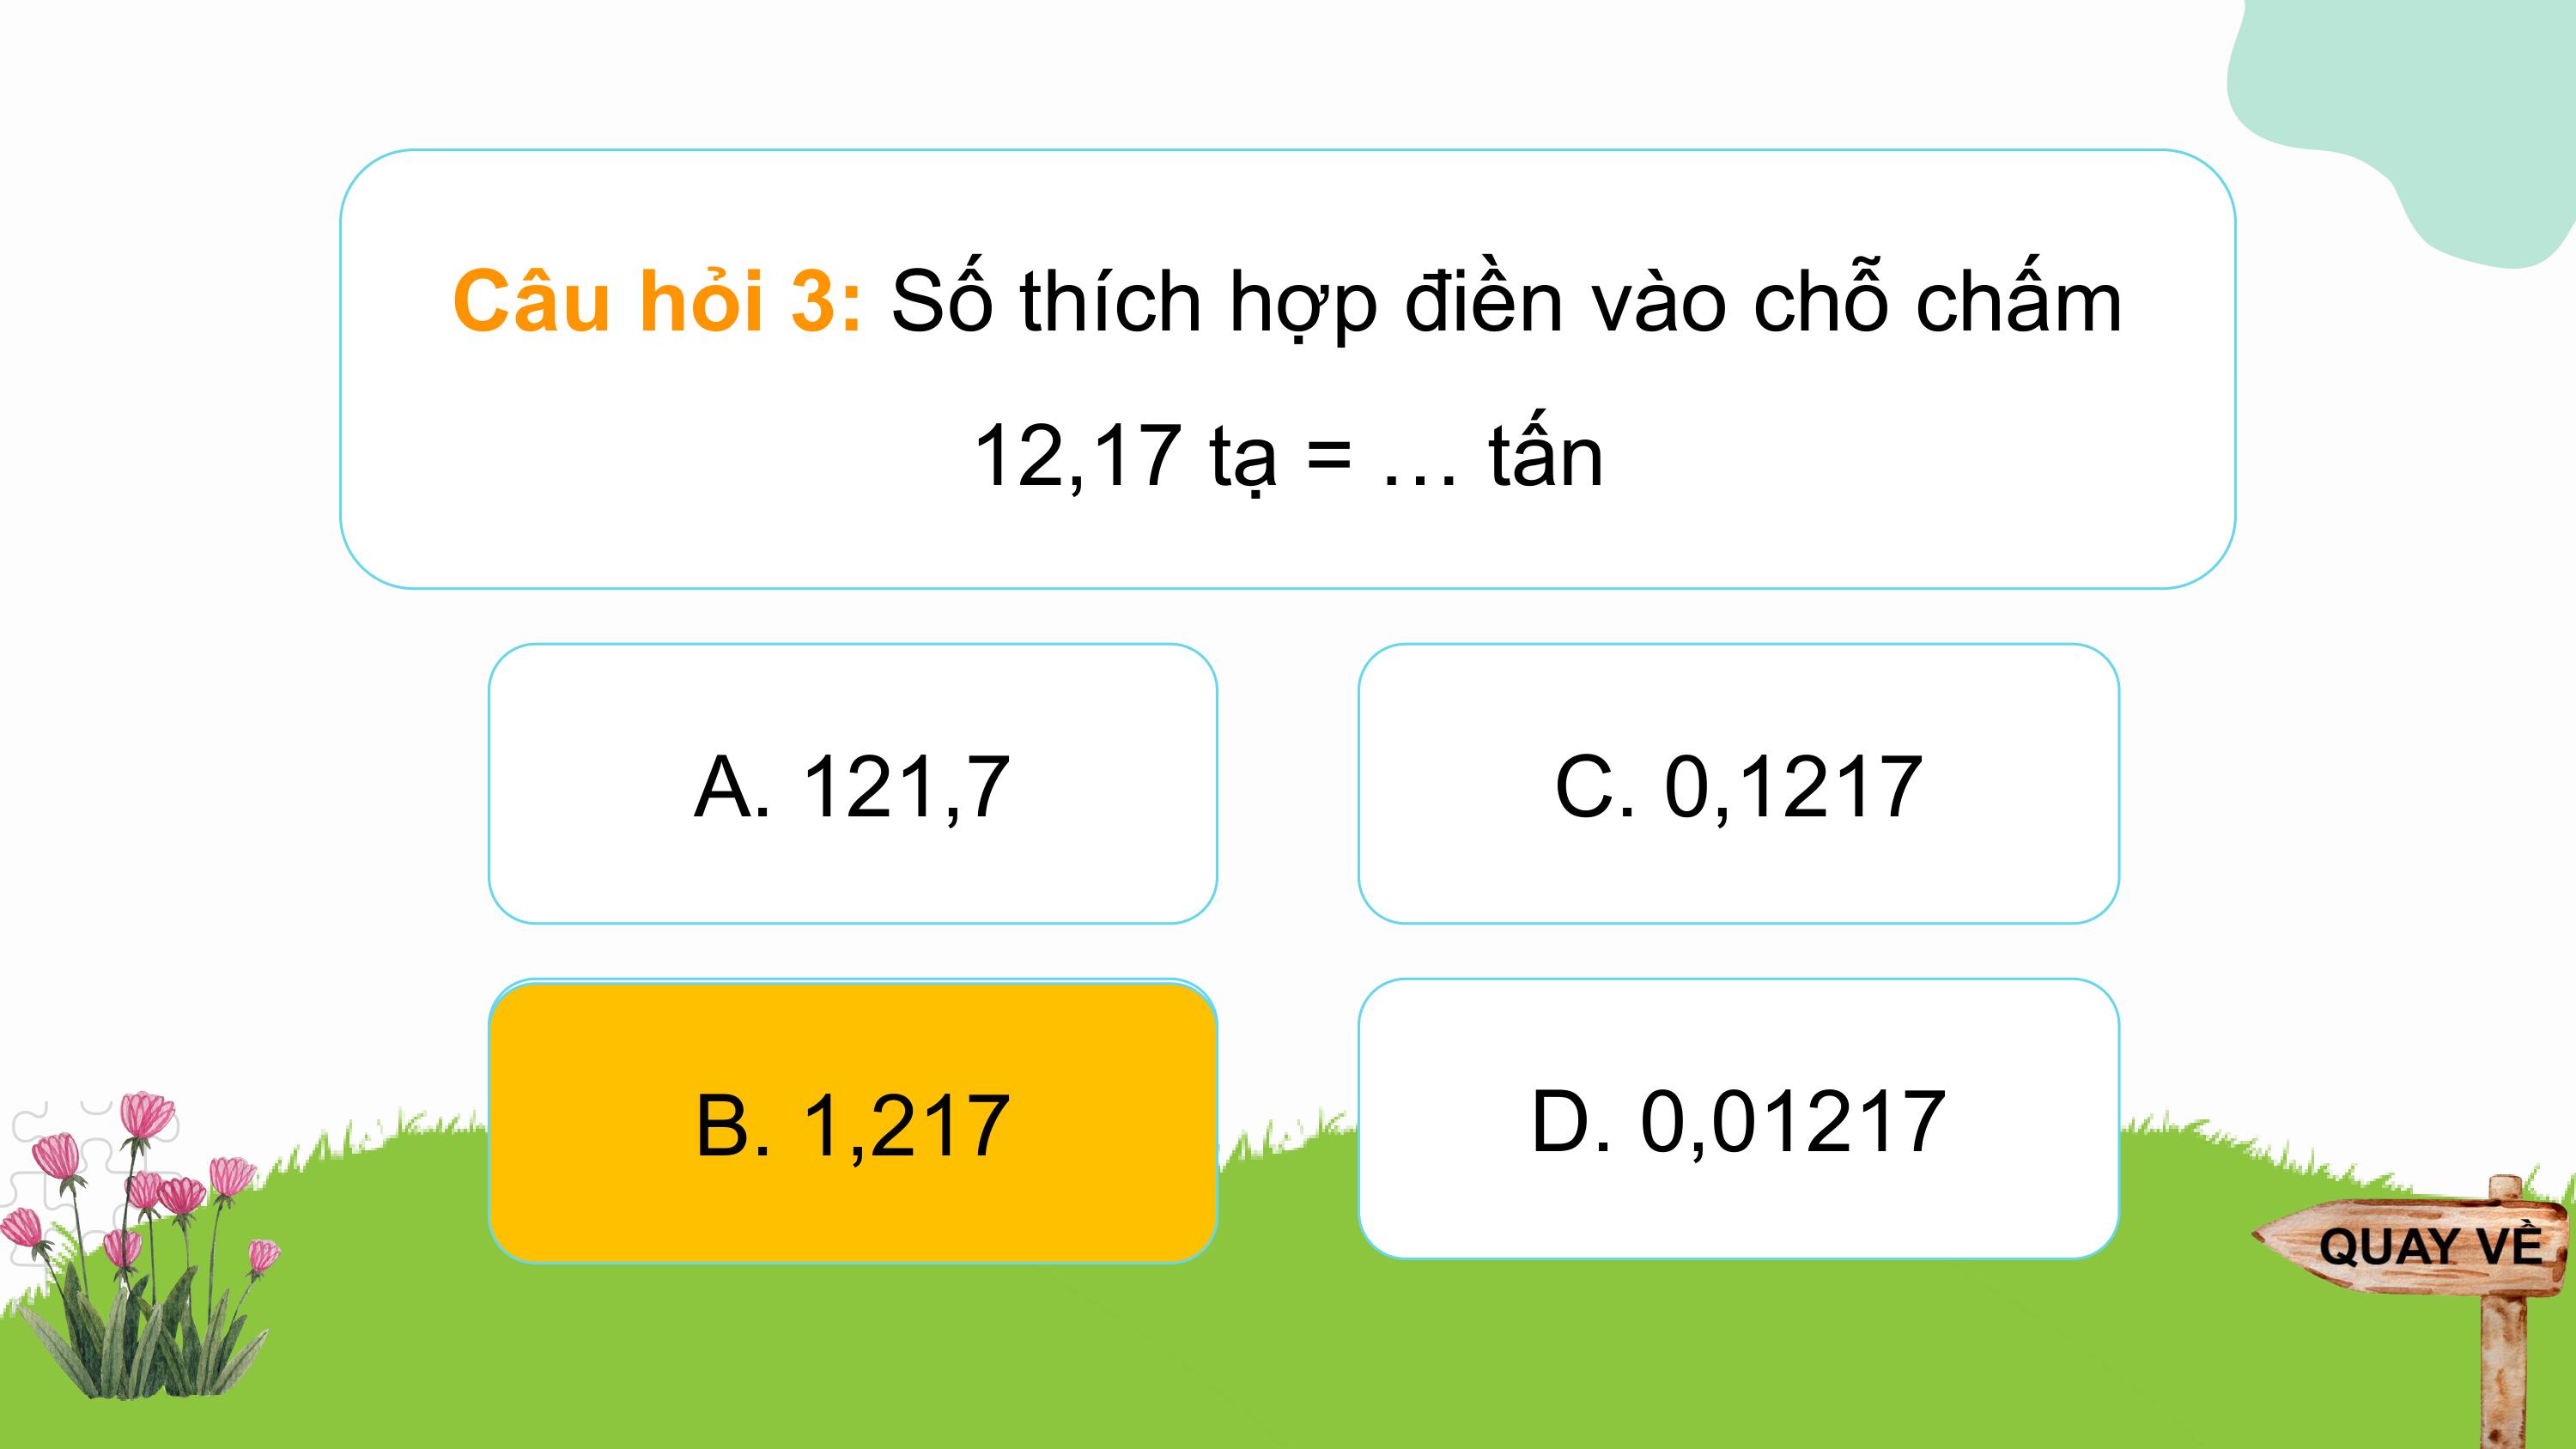 Câu hỏi 3: Số thích hợp điền vào chỗ chấm
12,17 tạ = … tấn
A. 121,7
C. 0,1217
B. 1,217
D. 0,01217
QUAY VỀ